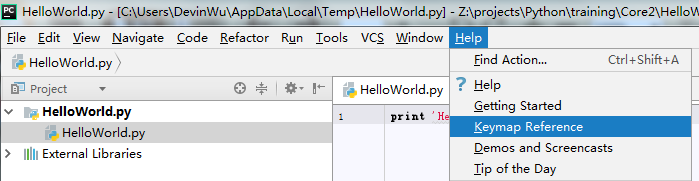 PC HelloWorld.py - [C:\Users\DevinWu\AppData\Local\Temp\HelloWorld.py] - Z:\projects\Python\training\Core2\HelloW
File Edit View Navigate Code Refactor Run Tools VCS Window Help
HelloWorld.py
Find Action... Ctrl+Shift+A
Project
HelloWorld.py
? Help
HelloWorld.py
1 print 'He
Getting Started
HelloWorld.py
Keymap Reference
External Libraries
Demos and Screencasts
Tip of the Day